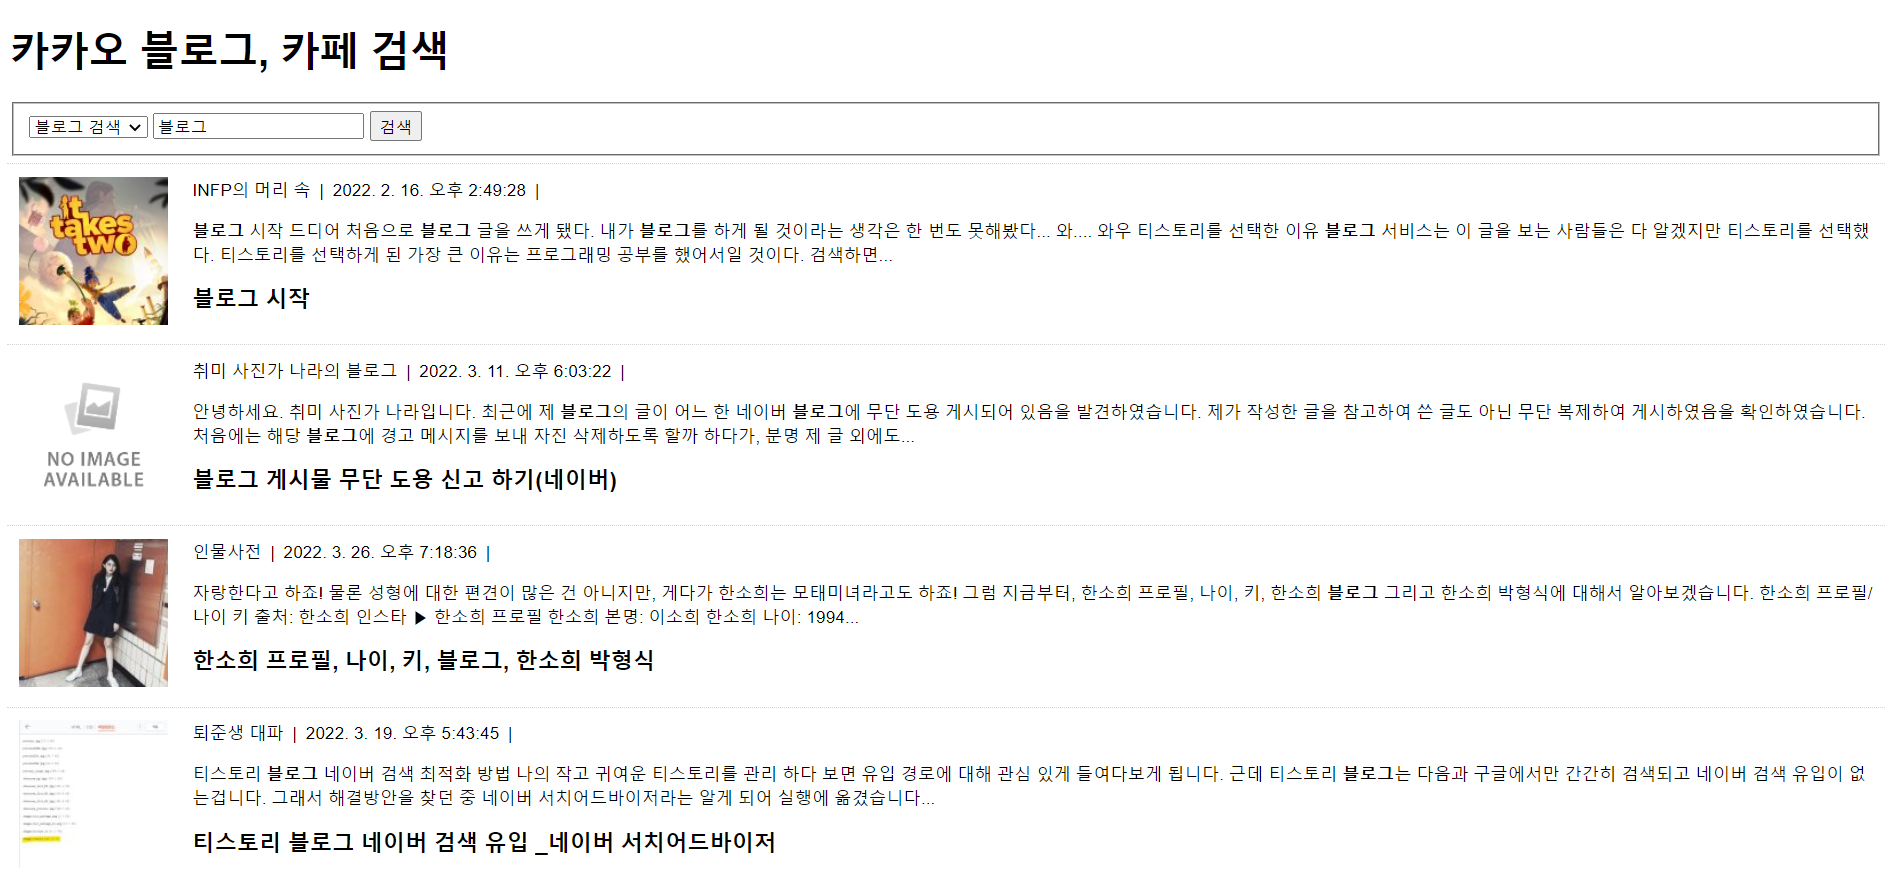 카카오 블로그, 카페 검색
블로그 검색 블로그 검색
it takes two
INFP의 머리 속 | 2022. 2. 16. 오후 2:49:28 |
블로그 시작 드디어 처음으로 블로그 글을 쓰게 됐다. 내가 블로그를 하게 될 것이라는 생각은 한 번도 못해봤다... 와.... 와우 티스토리를 선택한 이유 블로그 서비스는 이 글을 보는 사람들은 다 알겠지만 티스토리를 선택했
다. 티스토리를 선택하게 된 가장 큰 이유는 프로그래밍 공부를 했어서일 것이다. 검색하면...
블로그 시작
NO IMAGE
AVAILABLE
취미 사진가 나라의 블로그 | 2022. 3. 11. 오후 6:03:22 |
안녕하세요. 취미 사진가 나라입니다. 최근에 제 블로그의 글이 어느 한 네이버 블로그에 무단 도용 게시되어 있음을 발견하였습니다. 제가 작성한 글을 참고하여 쓴 글도 아닌 무단 복제하여 게시하였음을 확인하였습니다.
처음에는 해당 블로그에 경고 메시지를 보내 자진 삭제하도록 할까 하다가, 분명 제 글 외에도...
블로그 게시물 무단 도용 신고 하기(네이버)
인물사전 | 2022. 3. 26. 오후 7:18:36 |
자랑한다고 하죠! 물론 성형에 대한 편견이 많은 건 아니지만, 게다가 한소희는 모태미녀라고도 하죠! 그럼 지금부터, 한소희 프로필, 나이, 키, 한소희 블로그 그리고 한소희 박형식에 대해서 알아보겠습니다. 한소희 프로필/
나이 키 출처: 한소희 인스타 ▶ 한소희 프로필 한소희 본명: 이소희 한소희 나이: 1994...
한소희 프로필, 나이, 키, 블로그, 한소희 박형식
퇴준생 대파 | 2022. 3. 19. 오후 5:43:45 |
티스토리 블로그 네이버 검색 최적화 방법 나의 작고 귀여운 티스토리를 관리 하다 보면 유입 경로에 대해 관심 있게 들여다보게 됩니다. 근데 티스토리 블로그는 다음과 구글에서만 간간히 검색되고 네이버 검색 유입이 없
는겁니다. 그래서 해결방안을 찾던 중 네이버 서치어드바이저라는 알게 되어 실행에 옮겼습니다...
티스토리 블로그 네이버 검색 유입 _네이버 서치어드바이저